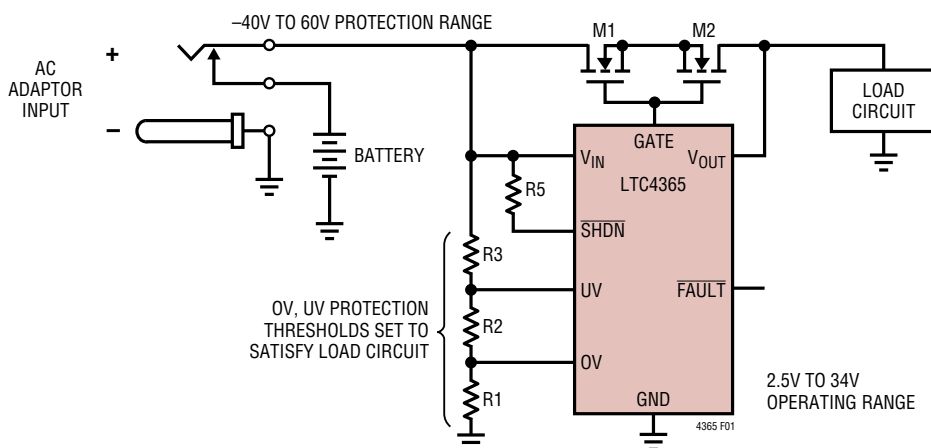 –40V TO 60V PROTECTION RANGE
+
AC
ADAPTOR
INPUT
–
BATTERY
M1
M2
LOAD
CIRCUIT
GATE
VIN
VOUT
LTC4365
R5
SHDN
R3
UV
FAULT
OV, UV PROTECTION
THRESHOLDS SET TO
SATISFY LOAD CIRCUIT
R2
OV
R1
GND
2.5V TO 34V
OPERATING RANGE
4365 F01